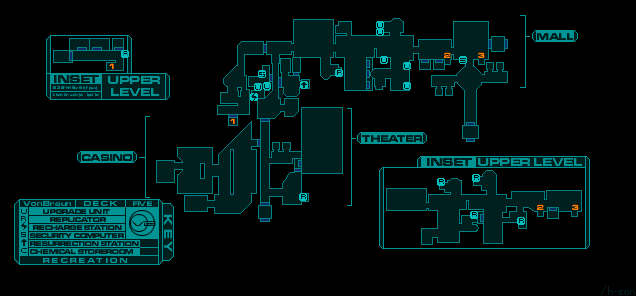 MALL
INSET UPPER
LEVEL
1
2
3
1
THEATER
CASINO
INSET UPPER LEVEL
2
3
VonBraun DECK FIVE
UPGRADE UNIT
REPLICATOR
RECHARGE STATION
SECURITY COMPUTER
RESURRECTION STATION
CHEMICAL STOREROOM
KEY
RECREATION